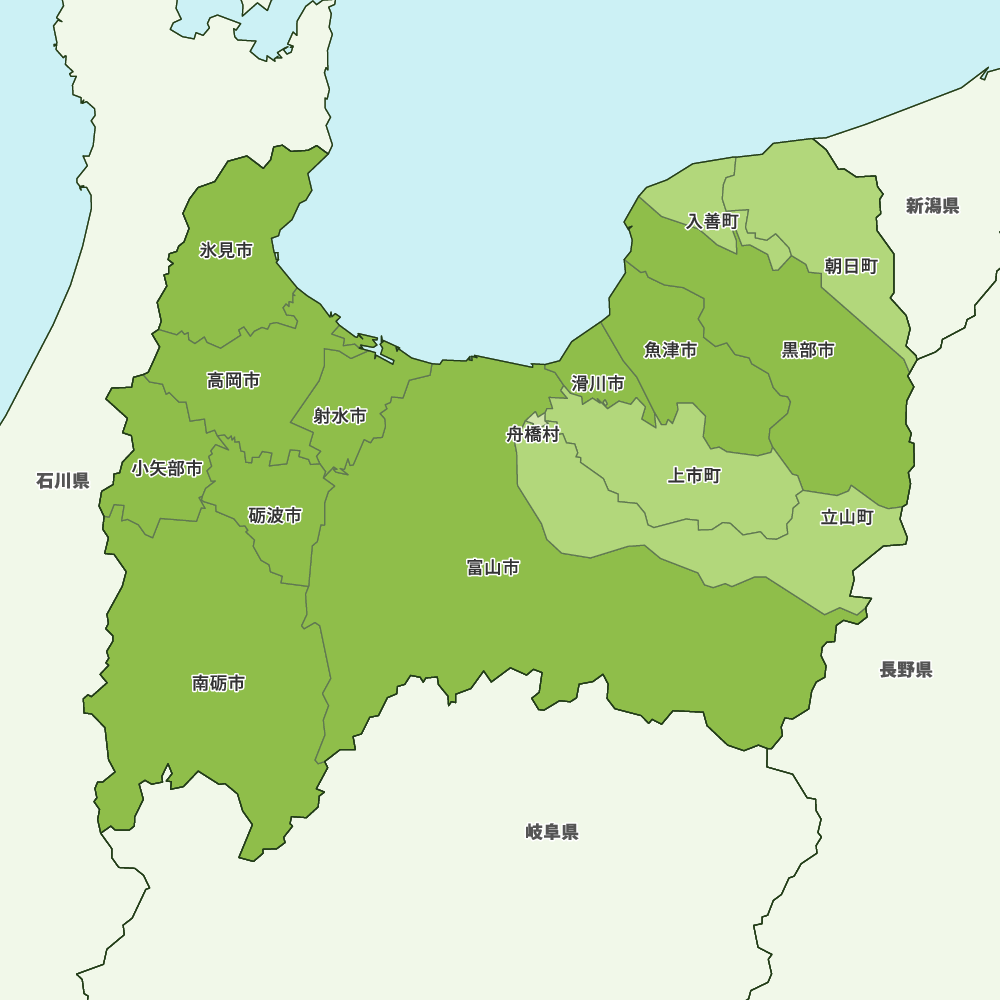 新潟県
入善町
氷見市
朝日町
魚津市
黒部市
高岡市
滑川市
射水市
舟橋村
小矢部市
上市町
石川県
砺波市
立山町
富山市
長野県
南砺市
岐阜県